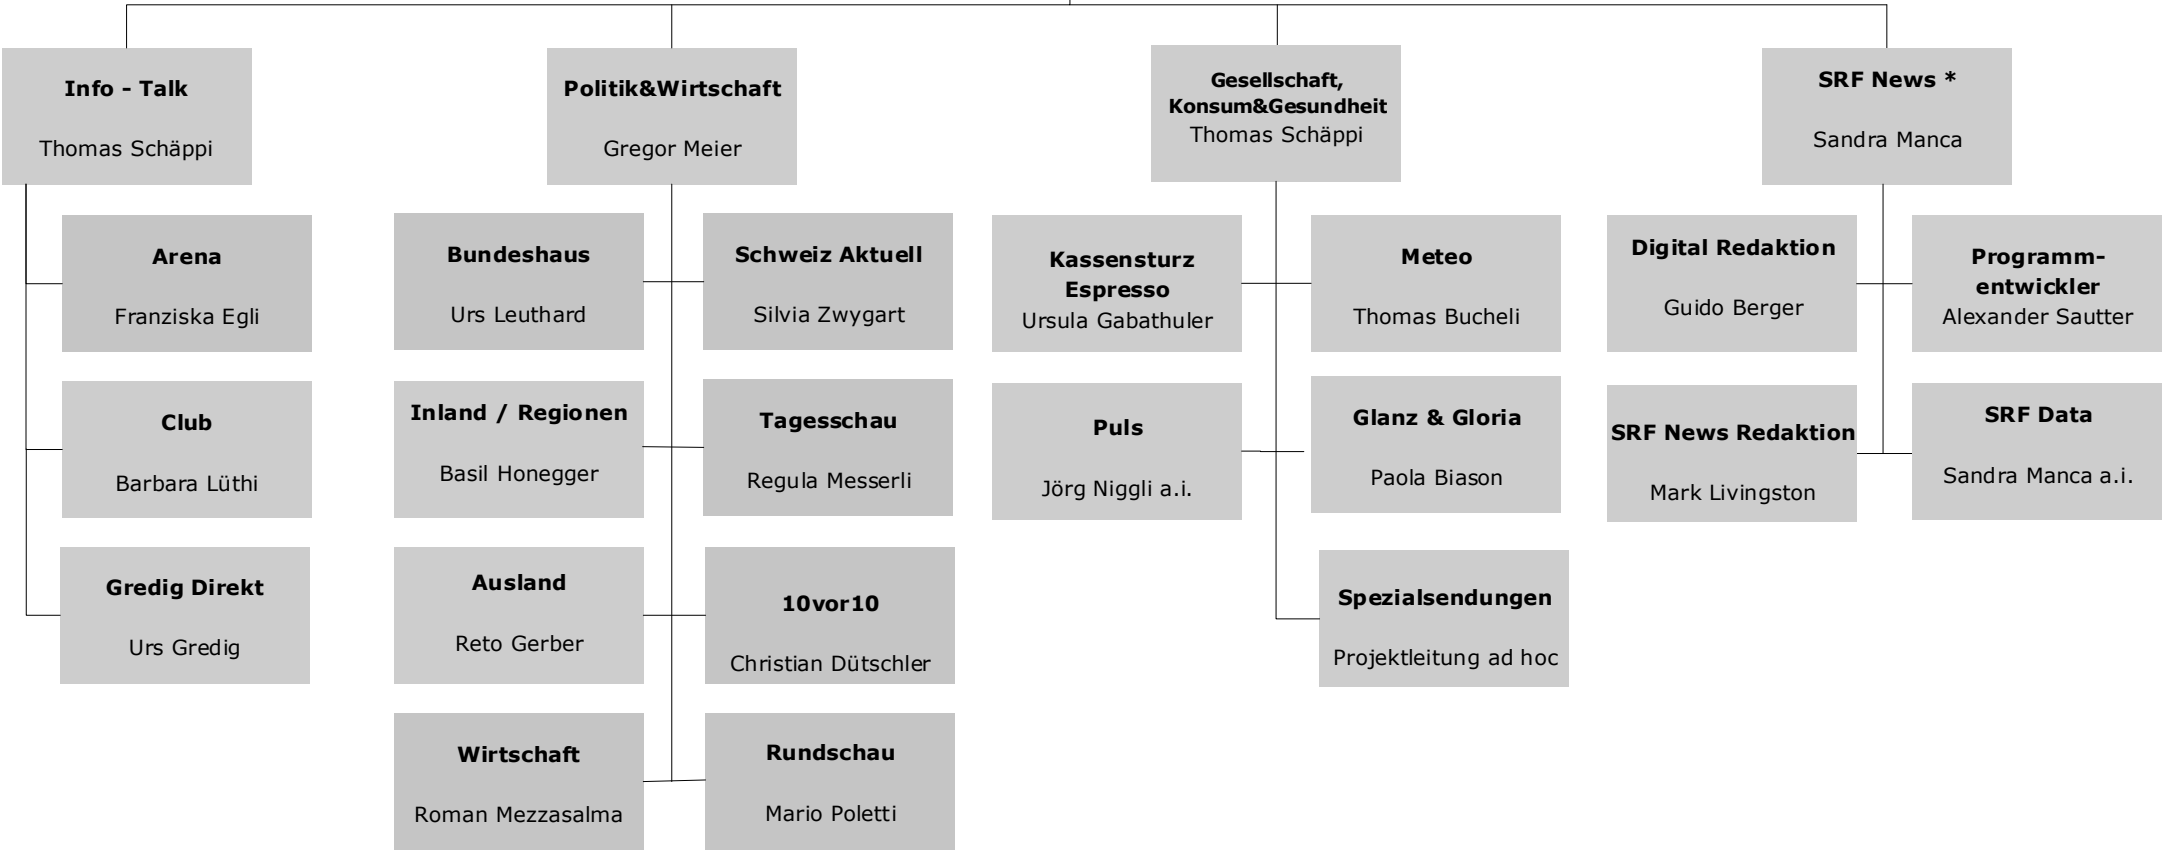 Info - Talk
Thomas Schäppi
Arena
Franziska Egli
Club
Barbara Lüthi
Gredig Direkt
Urs Gredig
Politik&Wirtschaft
Gregor Meier
Bundeshaus
Urs Leuthard
Schweiz Aktuell
Silvia Zwygart
Inland / Regionen
Basil Honegger
Tagesschau
Regula Messerli
Ausland
Reto Gerber
10vor10
Christian Dütschler
Wirtschaft
Roman Mezzasalma
Rundschau
Mario Poletti
Gesellschaft,
Konsum&Gesundheit
Thomas Schäppi
Kassensturz
Espresso
Ursula Gabathuler
Meteo
Thomas Bucheli
Puls
Jörg Niggli a.i.
Glanz & Gloria
Paola Biason
Spezialsendungen
Projektleitung ad hoc
SRF News *
Sandra Manca
Digital Redaktion
Guido Berger
Programm-
entwickler
Alexander Sautter
SRF News Redaktion
Mark Livingston
SRF Data
Sandra Manca a.i.